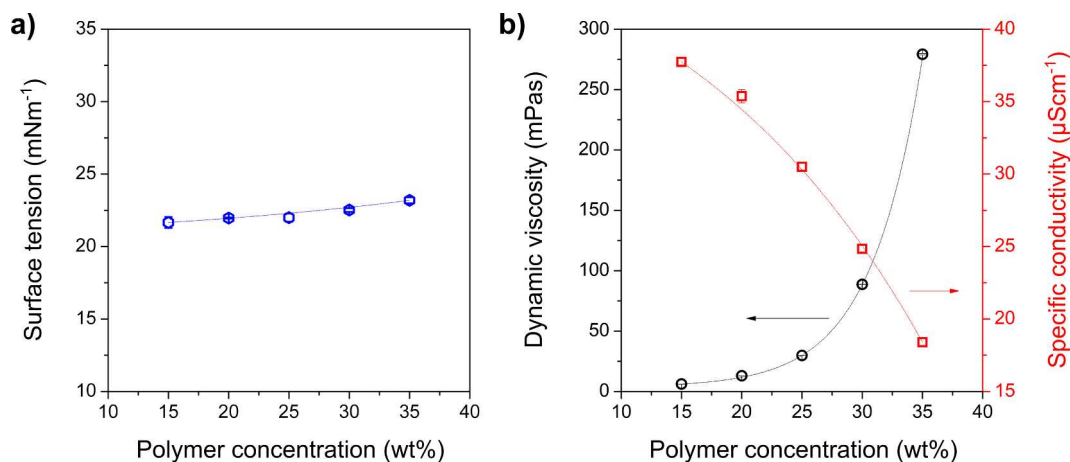 a)
35
30
25
20
15
10
Surface tension (mNm⁻¹)
10 15 20 25 30 35 40
Polymer concentration (wt%)
b)
300
250
200
150
100
50
0
Dynamic viscosity (mPas)
10 15 20 25 30 35 40
Polymer concentration (wt%)
40
35
30
25
20
15
Specific conductivity (µScm⁻¹)